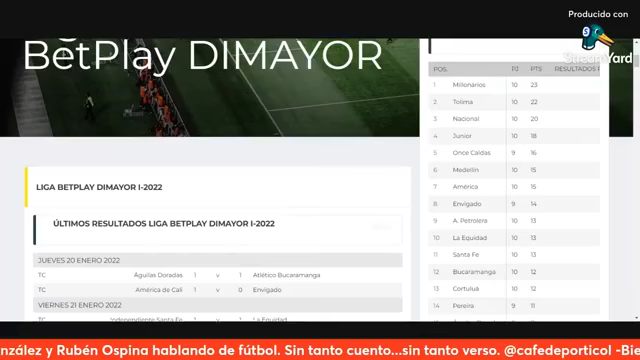 Producido con
StreamYard
BetPlay DIMAYOR
LIGA BETPLAY DIMAYOR I-2022
ÚLTIMOS RESULTADOS LIGA BETPLAY DIMAYOR I-2022
JUEVES 20 ENERO 2022
TC Águilas Doradas 1 v 1 Atlético Bucaramanga
TC América de Cali 1 v 0 Envigado
VIERNES 21 ENERO 2022
TC Independiente Santa Fe v La Equidad
POS. PJ PTS RESULTADOS
1 Millonarios 10 23
2 Tolima 10 22
3 Nacional 10 20
4 Junior 10 18
5 Once Caldas 9 16
6 Medellín 10 15
7 América 10 15
8 Envigado 9 14
9 A. Petrolera 10 13
10 La Equidad 10 13
11 Santa Fe 10 13
12 Bucaramanga 10 12
13 Cortuluá 10 12
14 Pereira 9 11
nzález y Rubén Ospina hablando de fútbol. Sin tanto cuento...sin tanto verso. @cafedeporticol -Bie